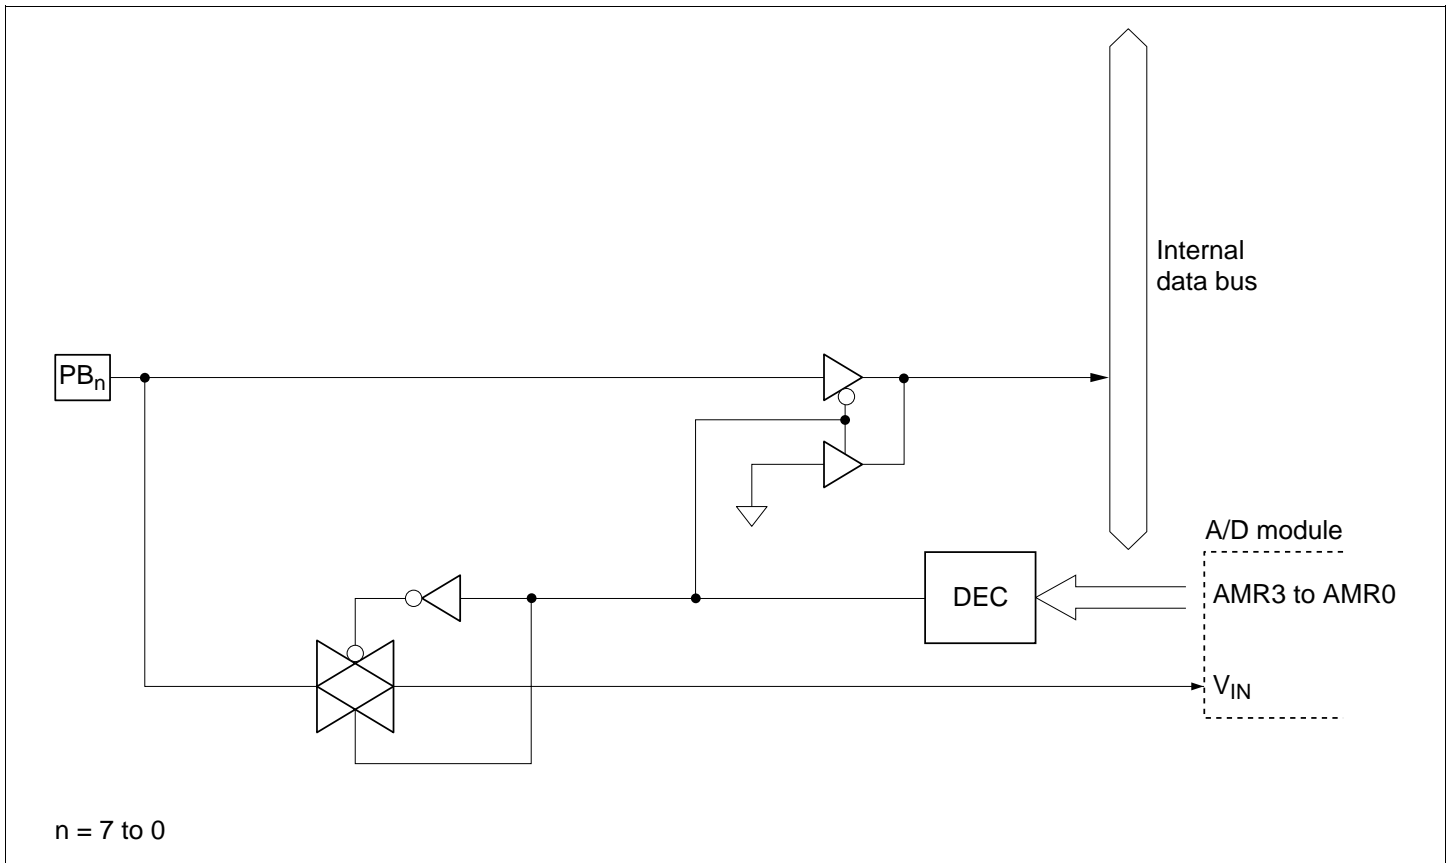 Internal
data bus
PBn
A/D module
DEC
AMR3 to AMR0
VIN
n = 7 to 0